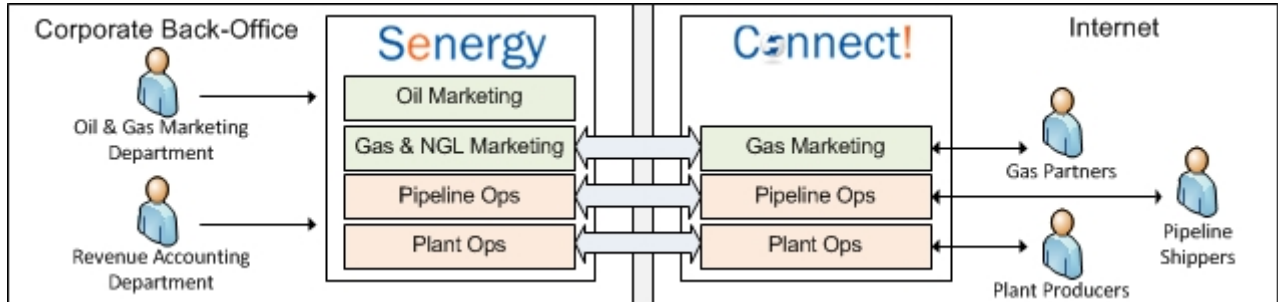 Corporate Back-Office
Oil & Gas Marketing
Department
Revenue Accounting
Department
Senergy
Oil Marketing
Gas & NGL Marketing
Pipeline Ops
Plant Ops
Connect!
Gas Marketing
Pipeline Ops
Plant Ops
Internet
Gas Partners
Pipeline
Shippers
Plant Producers